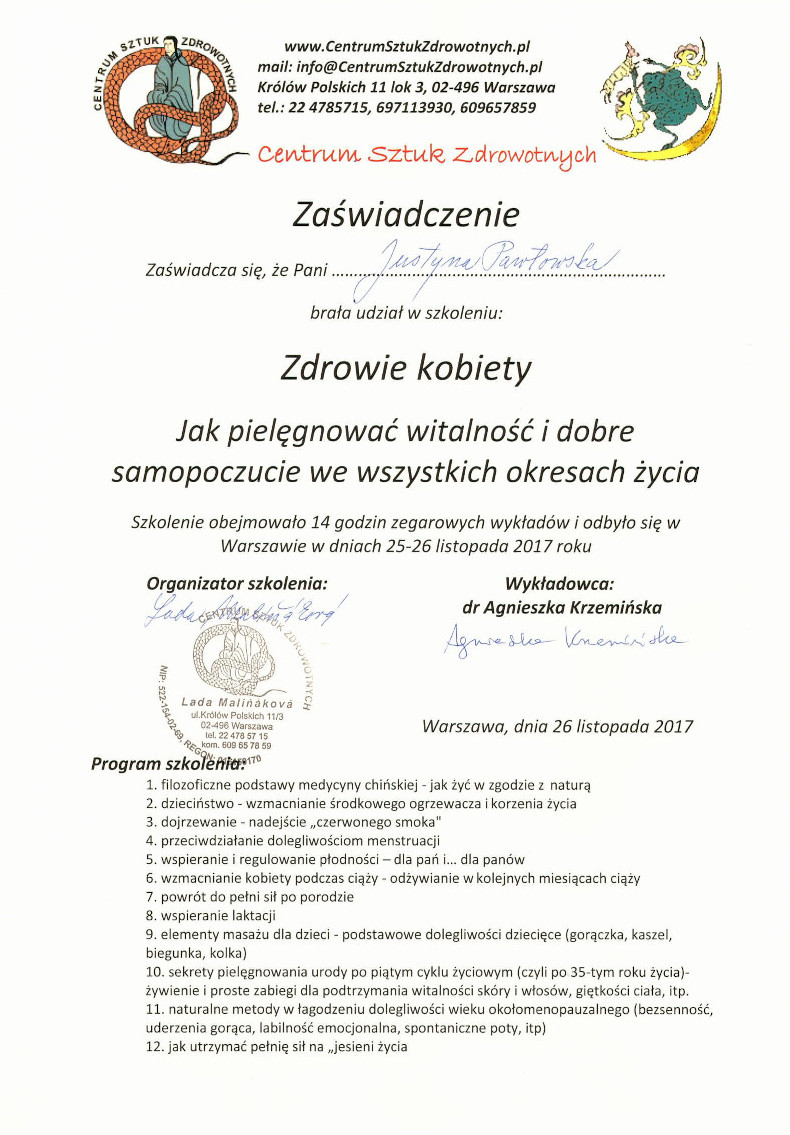 CENTRUM SZTUK ZDROWOTNYCH
www.CentrumSztukZdrowotnych.pl
mail: info@CentrumSztukZdrowotnych.pl
Królów Polskich 11 lok 3, 02-496 Warszawa
tel.: 22 4785715, 697113930, 609657859
Centrum Sztuk Zdrowotnych
Zaświadczenie
Zaświadcza się, że Pani Justyna Pawłowska
brała udział w szkoleniu:
Zdrowie kobiety
Jak pielęgnować witalność i dobre
samopoczucie we wszystkich okresach życia
Szkolenie obejmowało 14 godzin zegarowych wykładów i odbyło się w
Warszawie w dniach 25-26 listopada 2017 roku
Organizator szkolenia:
Wykładowca:
dr Agnieszka Krzemińska
Agnieszka Krzemińska
CENTRUM SZTUK ZDROWOTNYCH
Lada Malináková
ul.Królów Polskich 11/3
02-496 Warszawa
tel. 22 478 57 15
kom. 609 65 78 59
NIP: 522-154-02-69, REGON:
Warszawa, dnia 26 listopada 2017
Program szkolenia:
1. filozoficzne podstawy medycyny chińskiej - jak żyć w zgodzie z naturą
2. dzieciństwo - wzmacnianie środkowego ogrzewacza i korzenia życia
3. dojrzewanie - nadejście „czerwonego smoka"
4. przeciwdziałanie dolegliwościom menstruacji
5. wspieranie i regulowanie płodności – dla pań i... dla panów
6. wzmacnianie kobiety podczas ciąży - odżywianie w kolejnych miesiącach ciąży
7. powrót do pełni sił po porodzie
8. wspieranie laktacji
9. elementy masażu dla dzieci - podstawowe dolegliwości dziecięce (gorączka, kaszel,
biegunka, kolka)
10. sekrety pielęgnowania urody po piątym cyklu życiowym (czyli po 35-tym roku życia)-
żywienie i proste zabiegi dla podtrzymania witalności skóry i włosów, giętkości ciała, itp.
11. naturalne metody w łagodzeniu dolegliwości wieku okołomenopauzalnego (bezsenność,
uderzenia gorąca, labilność emocjonalna, spontaniczne poty, itp)
12. jak utrzymać pełnię sił na „jesieni życia